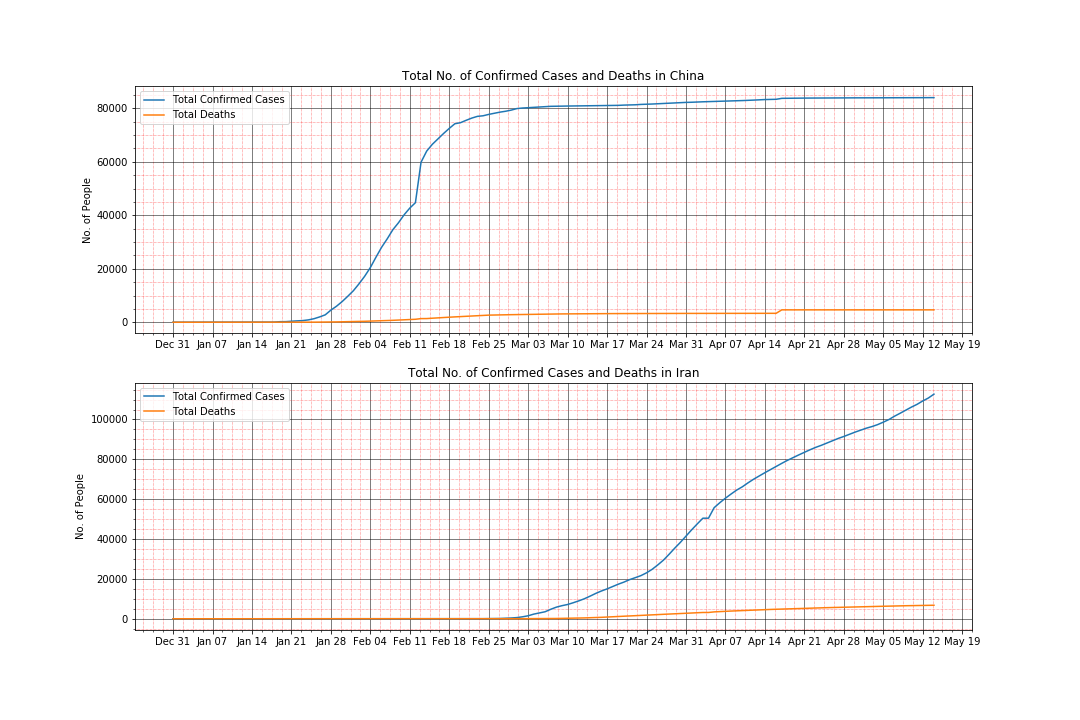 Total No. of Confirmed Cases and Deaths in China
Total Confirmed Cases
Total Deaths
No. of People
80000
60000
40000
20000
0
Dec 31 Jan 07 Jan 14 Jan 21 Jan 28 Feb 04 Feb 11 Feb 18 Feb 25 Mar 03 Mar 10 Mar 17 Mar 24 Mar 31 Apr 07 Apr 14 Apr 21 Apr 28 May 05 May 12 May 19
Total No. of Confirmed Cases and Deaths in Iran
Total Confirmed Cases
Total Deaths
No. of People
100000
80000
60000
40000
20000
0
Dec 31 Jan 07 Jan 14 Jan 21 Jan 28 Feb 04 Feb 11 Feb 18 Feb 25 Mar 03 Mar 10 Mar 17 Mar 24 Mar 31 Apr 07 Apr 14 Apr 21 Apr 28 May 05 May 12 May 19